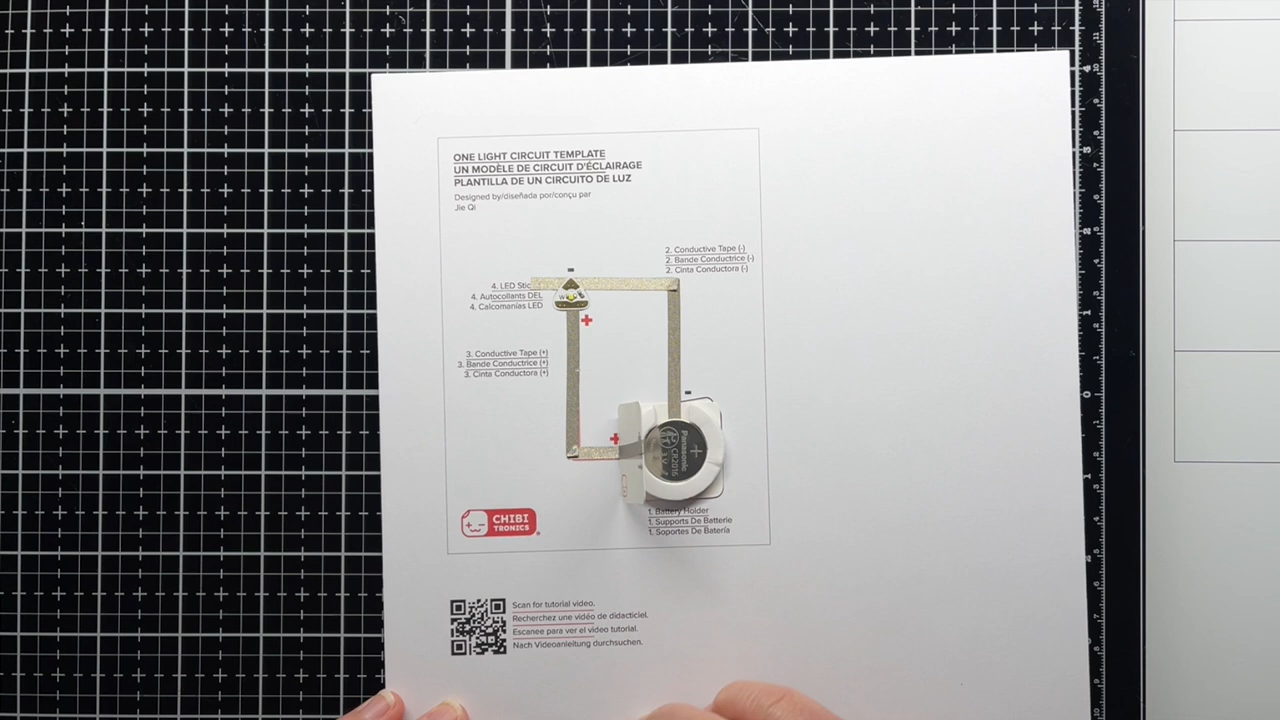 ONE LIGHT CIRCUIT TEMPLATE
UN MODÈLE DE CIRCUIT D'ÉCLAIRAGE
PLANTILLA DE UN CIRCUITO DE LUZ
Designed by/diseñada por/conçu par
Jie Qi
2. Conductive Tape (-)
2. Bande Conductrice (-)
2. Cinta Conductora (-)
-
4. LED Stic
4. Autocollants DEL
4. Calcomanías LED
+
3. Conductive Tape (+)
3. Bande Conductrice (+)
3. Cinta Conductora (+)
-
+
+
Panasonic
CR2016
CHIBI
TRONICS
1. Battery Holder
1. Supports De Batterie
1. Soportes De Batería
Scan for tutorial video.
Recherchez une vidéo de didacticiel.
Escanee para ver el video tutorial.
Nach Videoanleitung durchsuchen.